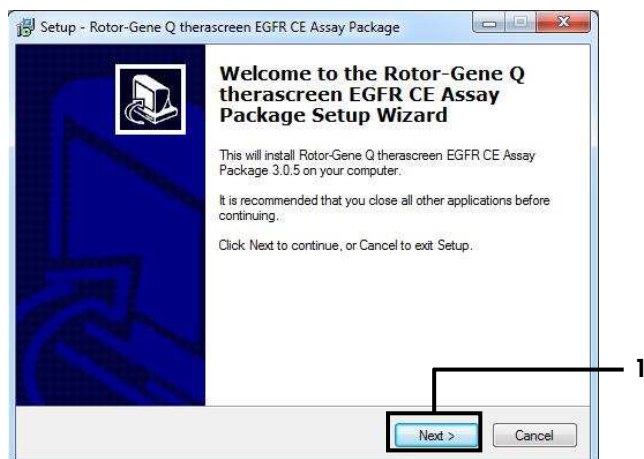 Setup - Rotor-Gene Q therascreen EGFR CE Assay Package
Welcome to the Rotor-Gene Q
therascreen EGFR CE Assay
Package Setup Wizard
This will install Rotor-Gene Q therascreen EGFR CE Assay
Package 3.0.5 on your computer.
It is recommended that you close all other applications before
continuing.
Click Next to continue, or Cancel to exit Setup.
1
Next > Cancel